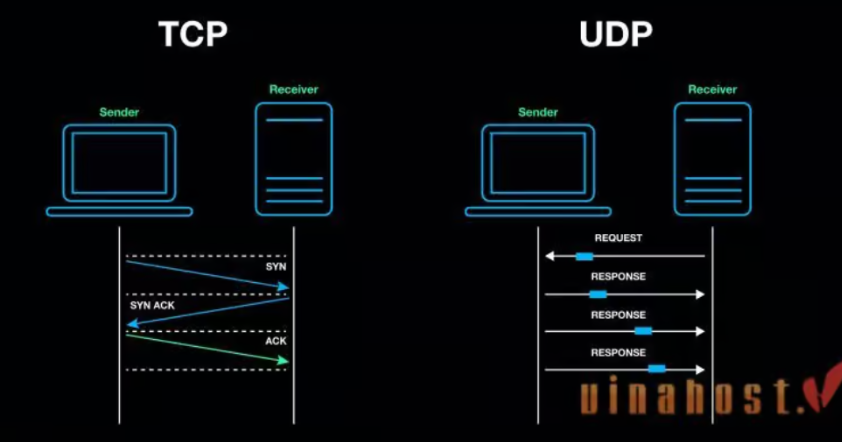 TCP
Sender
Receiver
SYN
SYN ACK
ACK
UDP
Sender
Receiver
REQUEST
RESPONSE
RESPONSE
RESPONSE
vinahost.